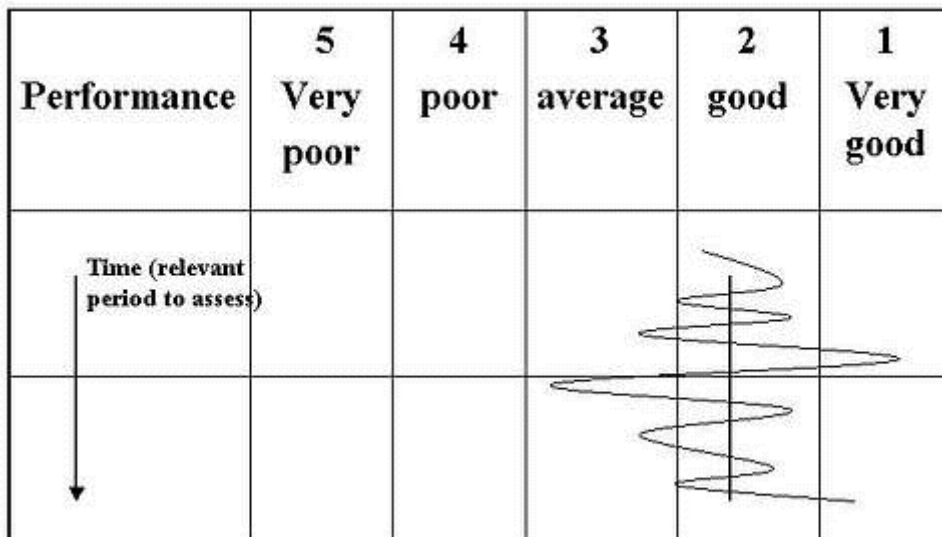 5 4 3 2 1
Performance Very poor average good Very
poor good
Time (relevant
period to assess)